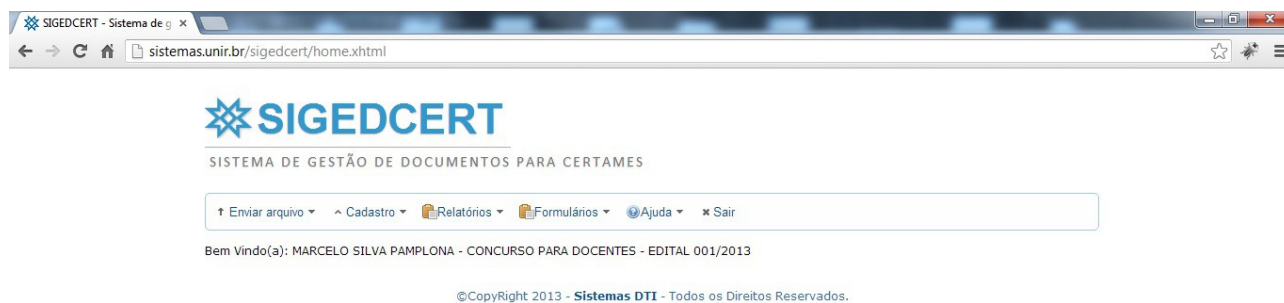 SIGEDCERT - Sistema de g
sistemas.unir.br/sigedcert/home.xhtml
SIGEDCERT
SISTEMA DE GESTÃO DE DOCUMENTOS PARA CERTAMES
Enviar arquivo Cadastro Relatórios Formulários Ajuda Sair
Bem Vindo(a): MARCELO SILVA PAMPLONA - CONCURSO PARA DOCENTES - EDITAL 001/2013
©CopyRight 2013 - Sistemas DTI - Todos os Direitos Reservados.